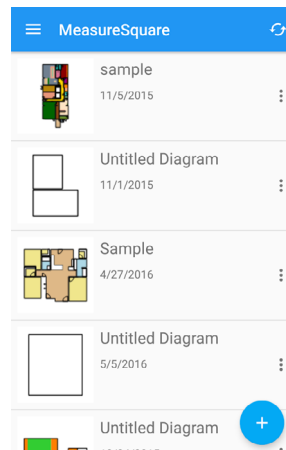 MeasureSquare
sample
11/5/2015
Untitled Diagram
11/1/2015
Sample
4/27/2016
Untitled Diagram
5/5/2016
Untitled Diagram